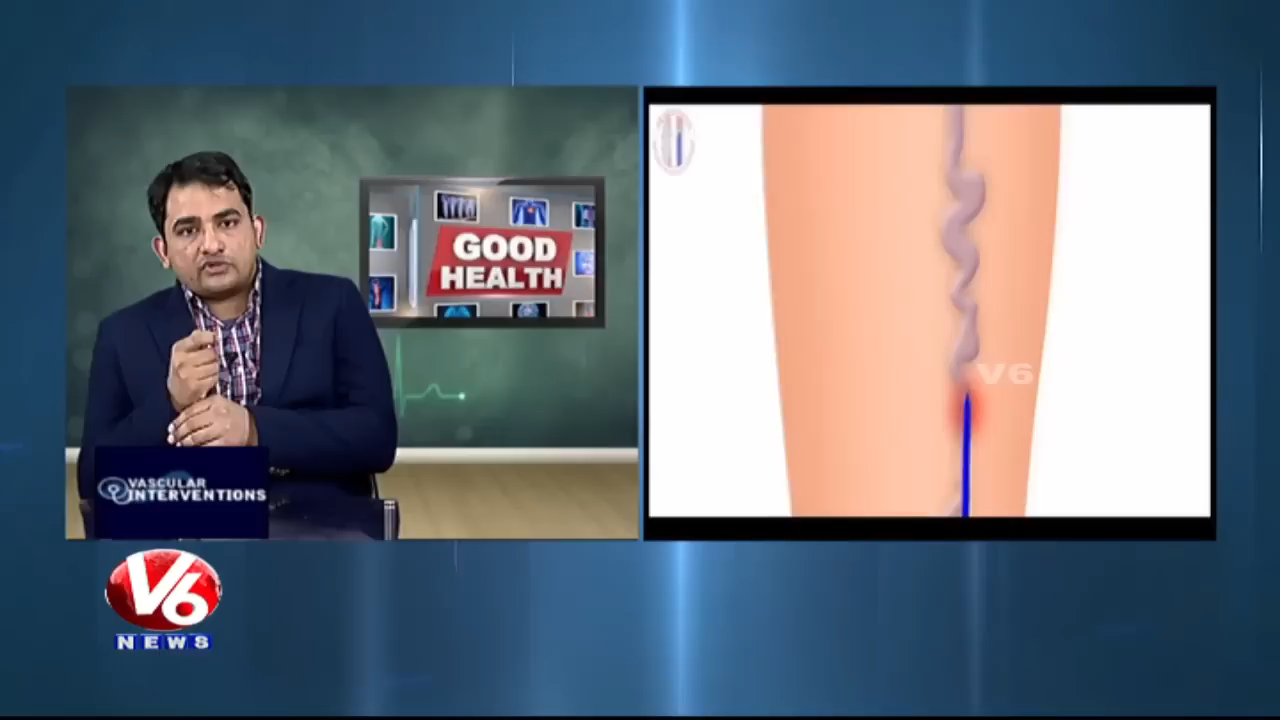 GOOD
HEALTH
V6
VASCULAR
INTERVENTIONS
V6
NEWS